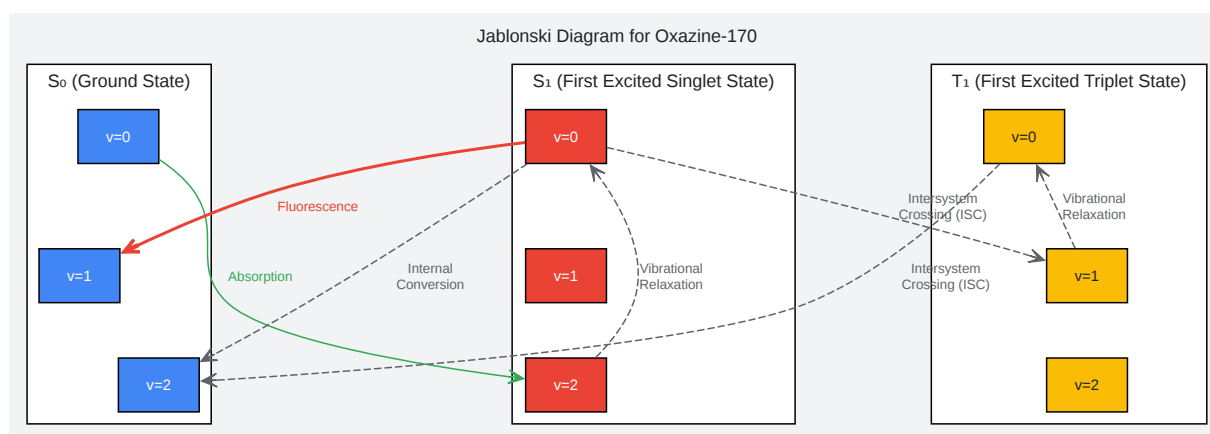 Jablonski Diagram for Oxazine-170
S₀ (Ground State)
S₁ (First Excited Singlet State)
T₁ (First Excited Triplet State)
v=0
v=0
v=0
Fluorescence
Intersystem
Crossing (ISC)
Vibrational
Relaxation
v=1
Absorption
Internal
Conversion
v=1
Vibrational
Relaxation
Intersystem
Crossing (ISC)
v=1
v=2
v=2
v=2